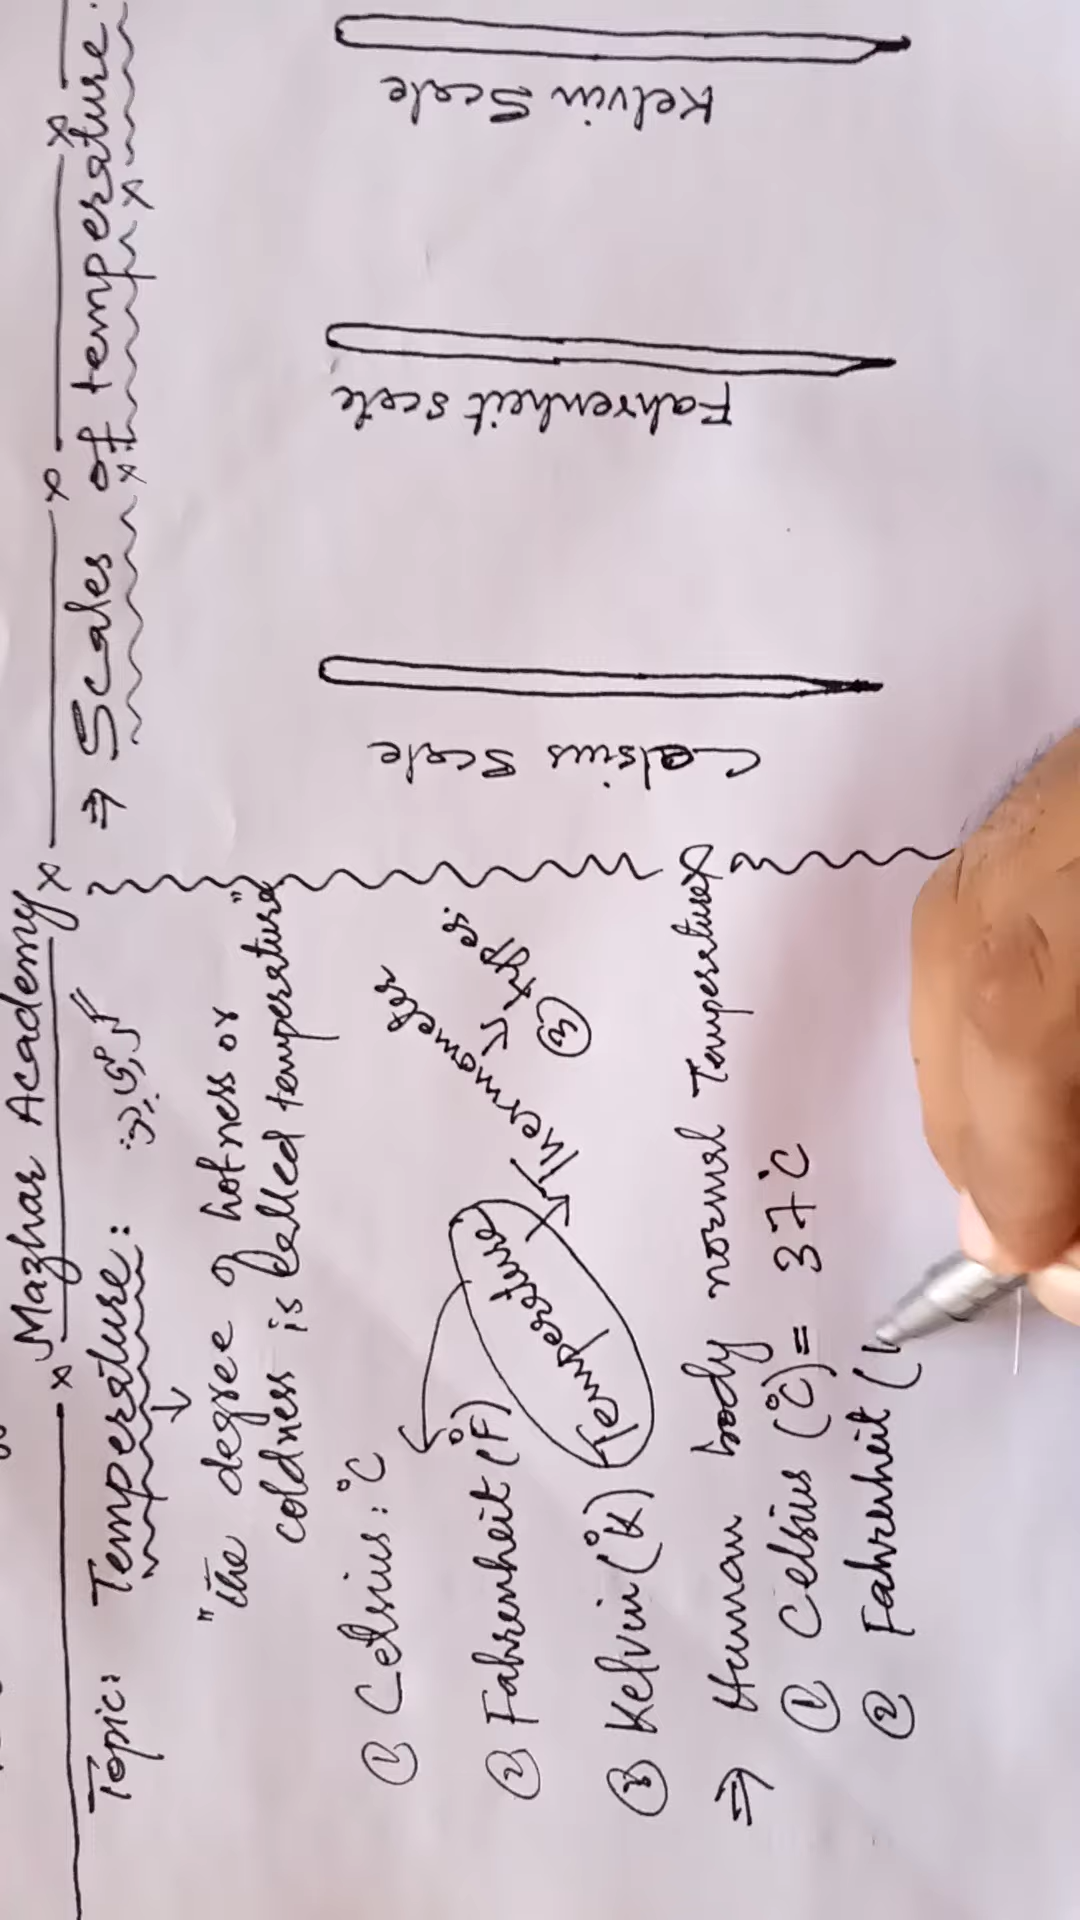 Mazhar Academy
Topic: Temperature:
"The degree of hotness or
coldness is called temperature"
① Celsius: °C
② Fahrenheit (°F)
③ Kelvin (°K)
Temperature
Thermometer
③ types.
⇒ Human body normal Temperature
① Celsius (°C) = 37°C
② Fahrenheit (
⇒ Scales of temperature.
Celsius Scale
Fahrenheit Scale
Kelvin Scale